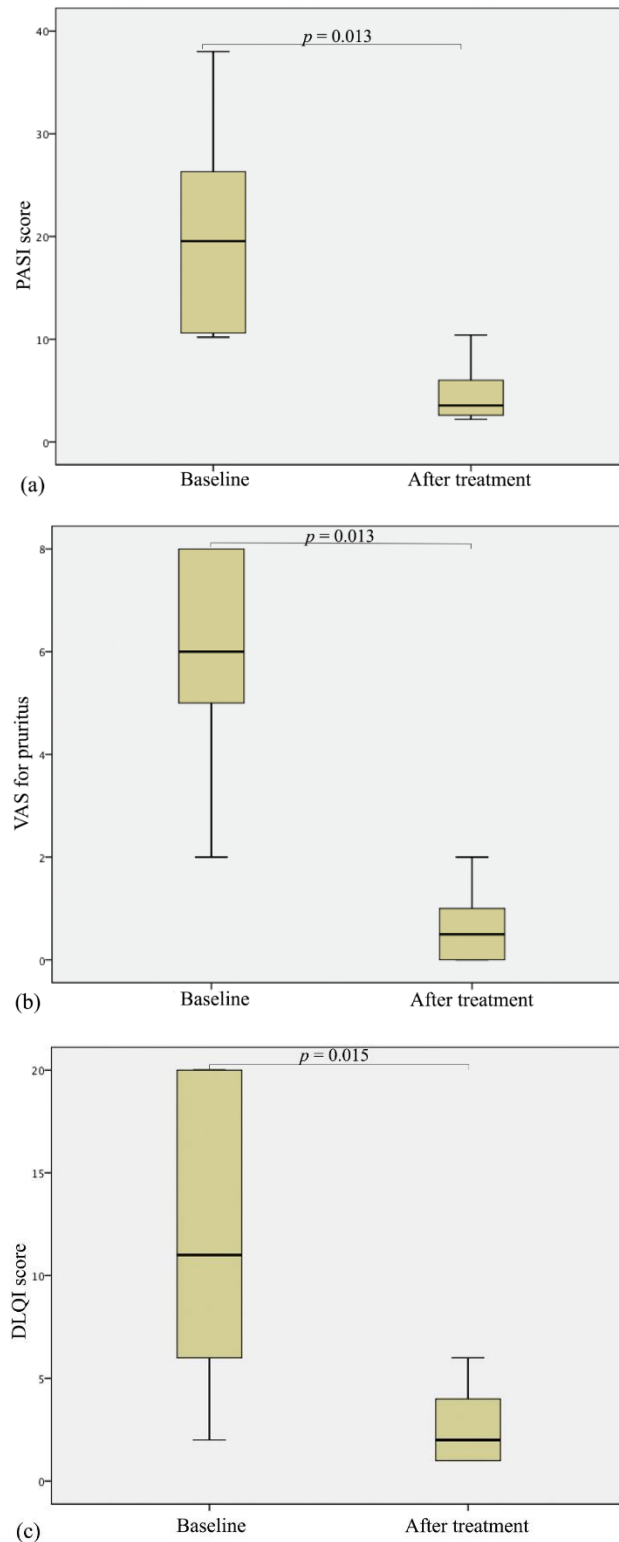 p = 0.013
40
30
20
10
0
PASI score
Baseline
After treatment
(a)
p = 0.013
8
6
4
2
0
VAS for pruritus
Baseline
After treatment
(b)
p = 0.015
20
15
10
5
0
DLQI score
Baseline
After treatment
(c)